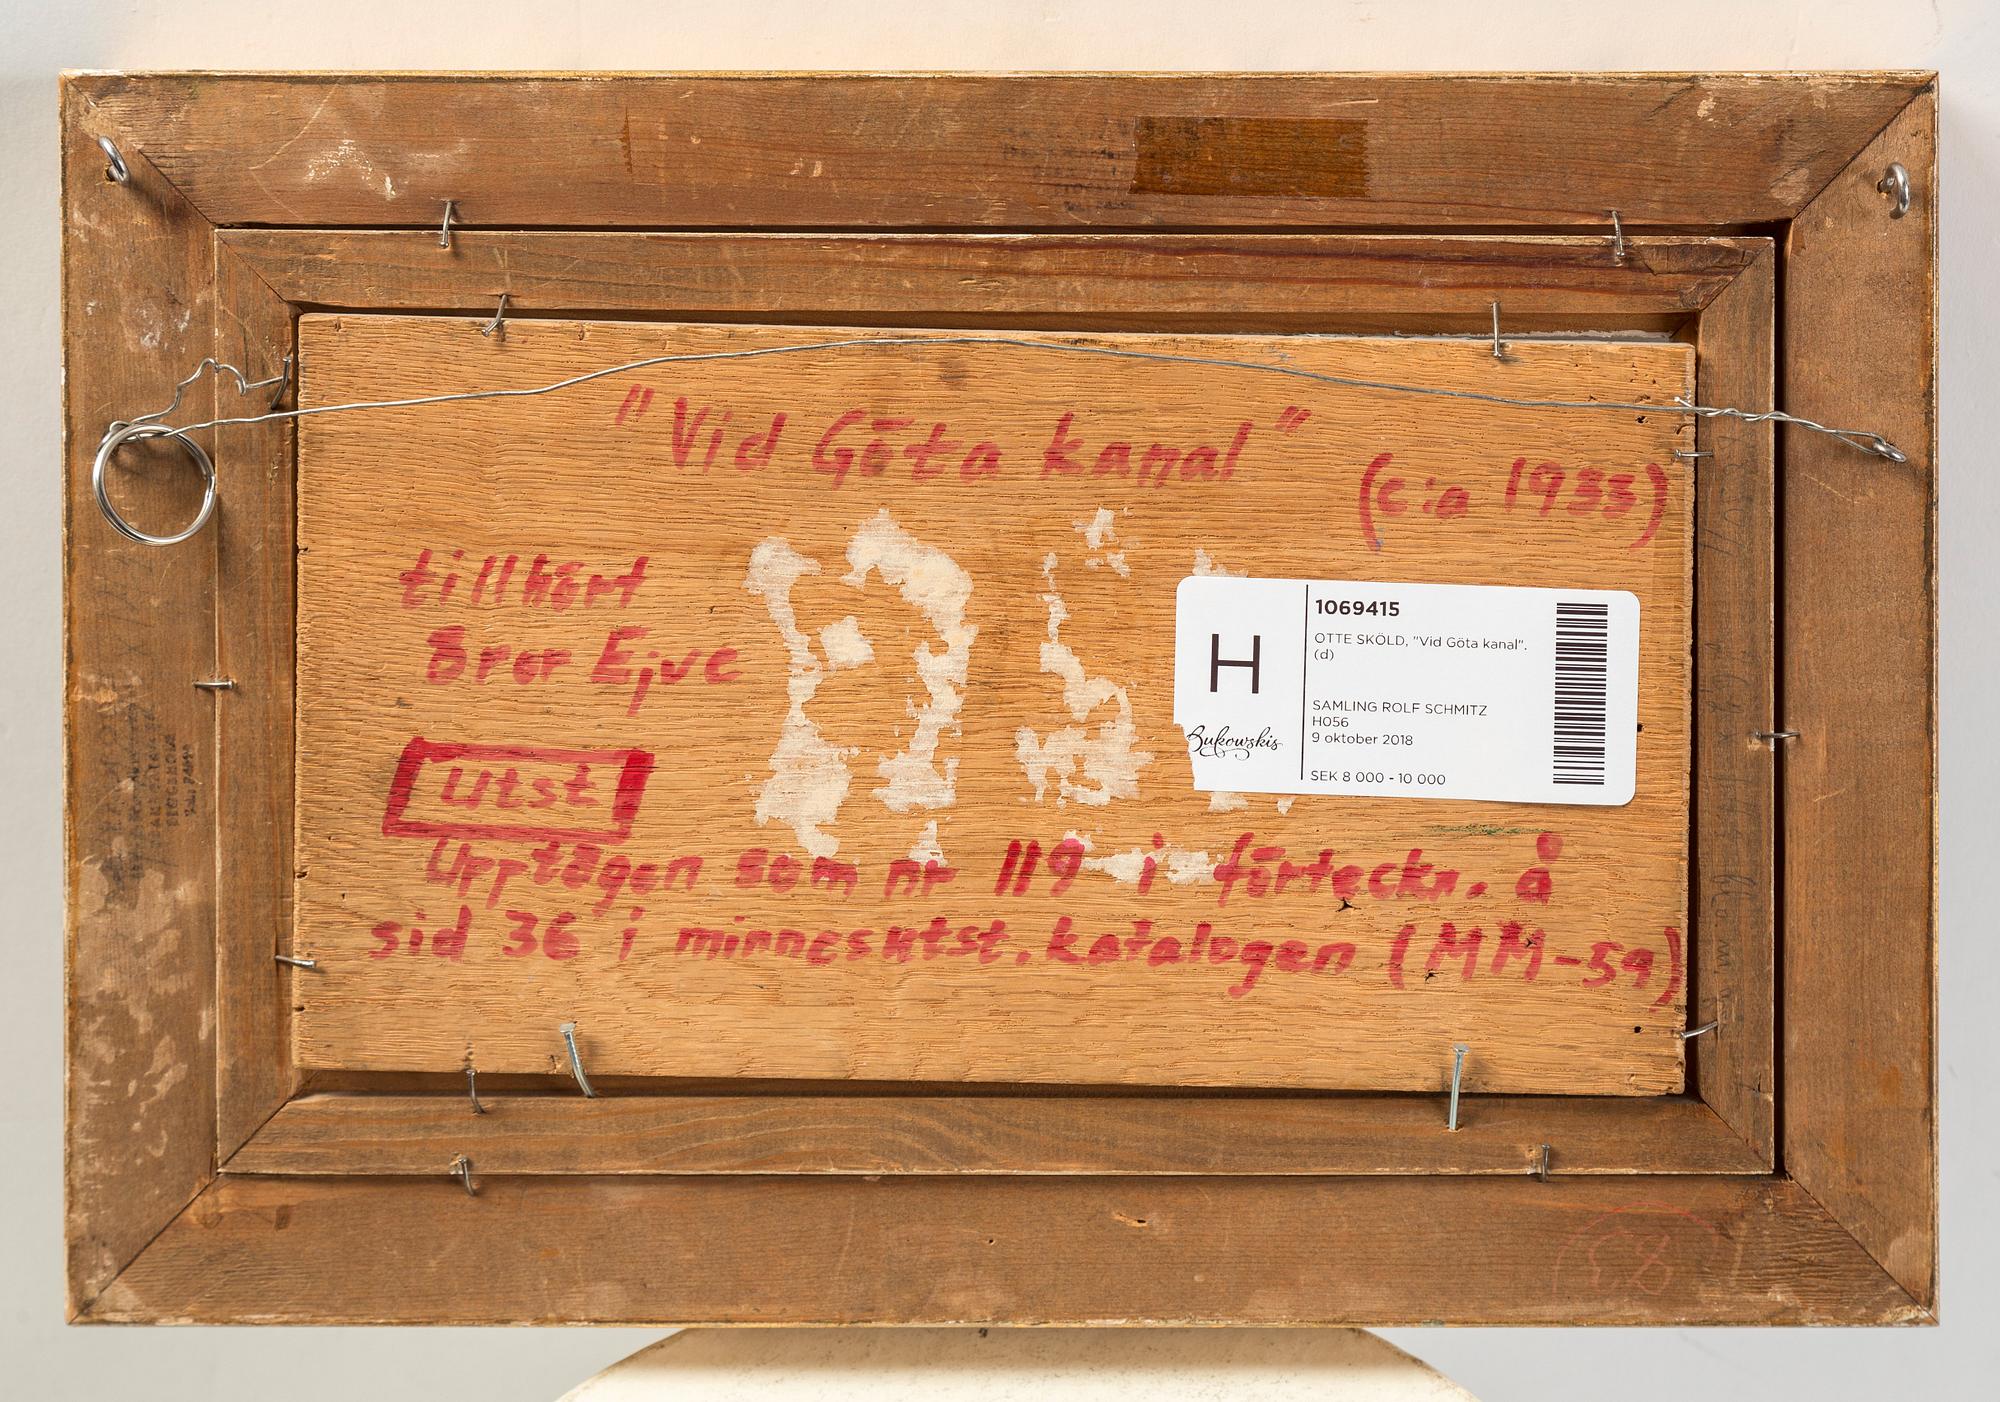 "Vid Göta kanal"
(c:a 1933)
tillhört
Bror Ejve
Utst
Upptagen som nr 119 i förteckn. å
sid 36 i minnesutst. katalogen (MM-59)
1069415
OTTE SKÖLD, "Vid Göta kanal".
(d)
H
SAMLING ROLF SCHMITZ
H056
9 oktober 2018
Bukowskis
SEK 8 000 - 10 000